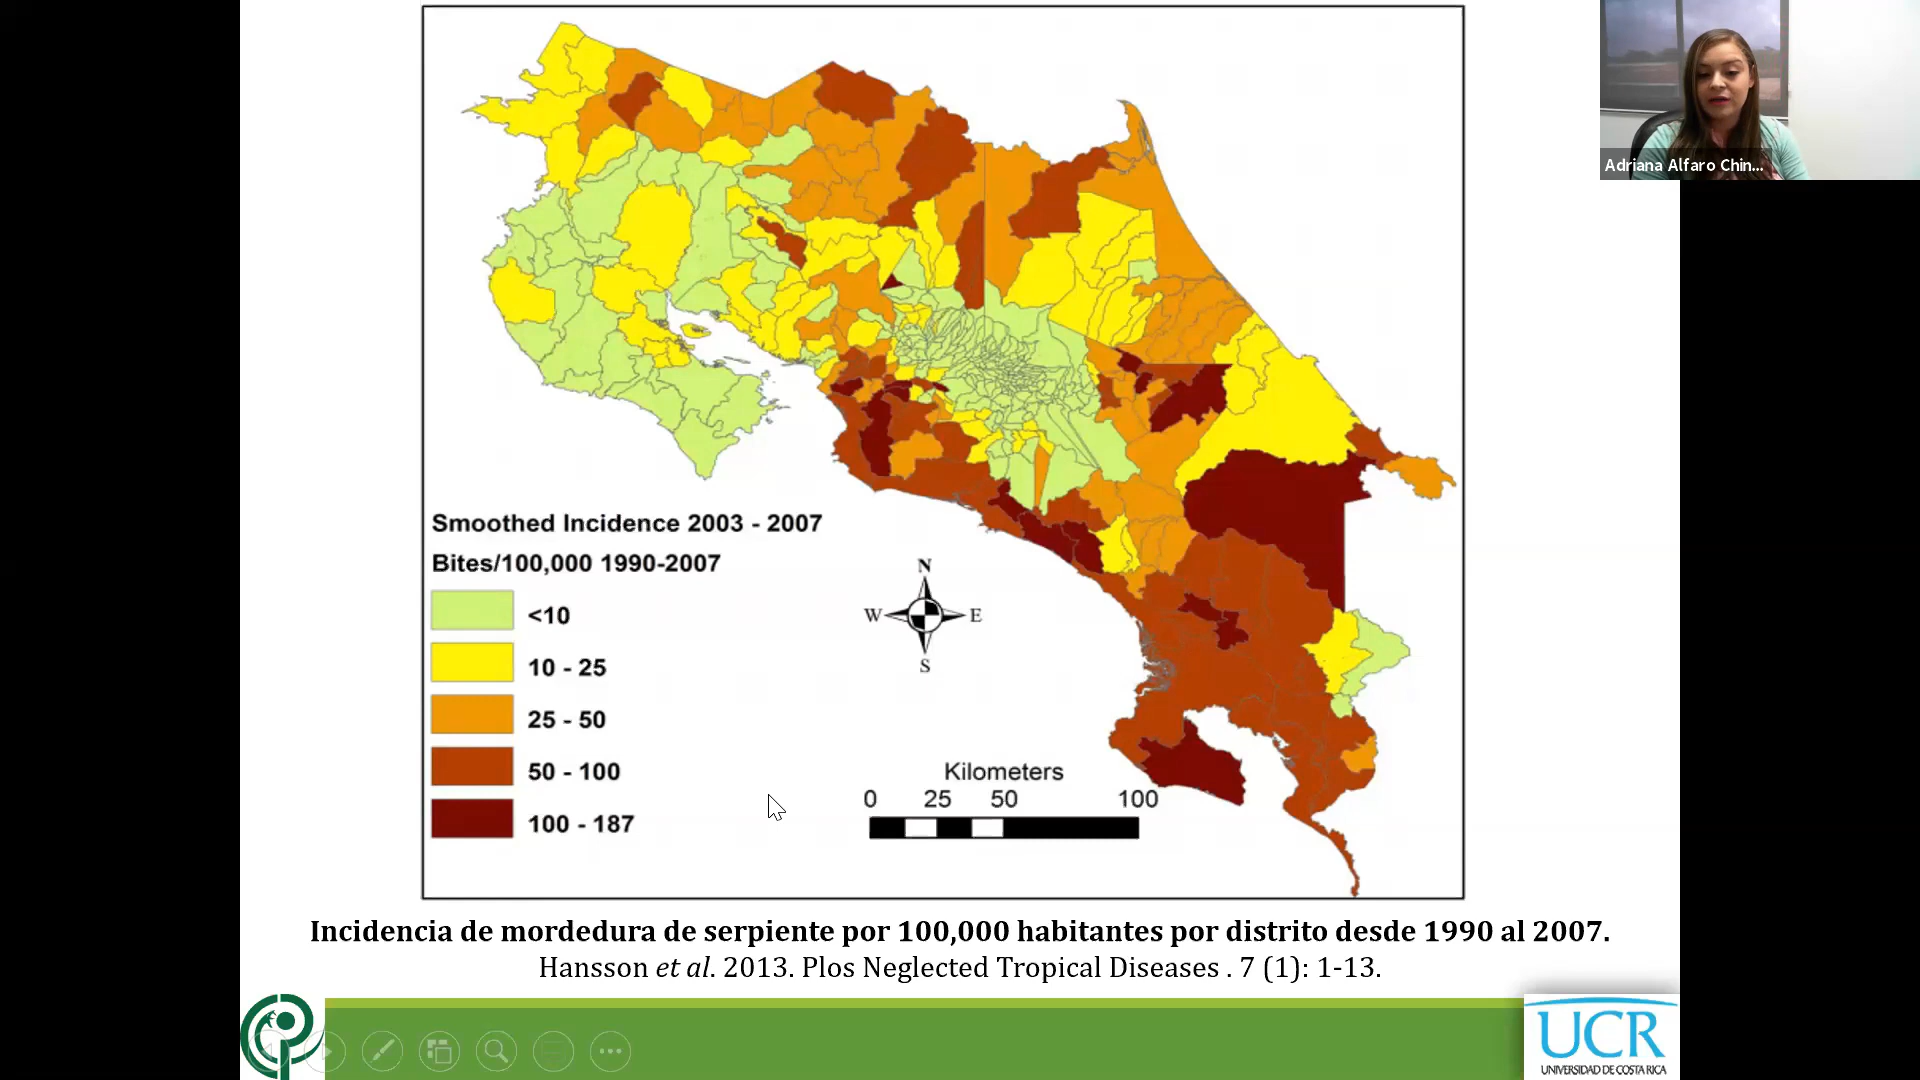 Adriana Alfaro Chin...
Smoothed Incidence 2003 - 2007
Bites/100,000 1990-2007
<10
10 - 25
25 - 50
50 - 100
100 - 187
N
W E
S
Kilometers
0 25 50 100
Incidencia de mordedura de serpiente por 100,000 habitantes por distrito desde 1990 al 2007.
Hansson et al. 2013. Plos Neglected Tropical Diseases . 7 (1): 1-13.
UCR
UNIVERSIDAD DE COSTA RICA